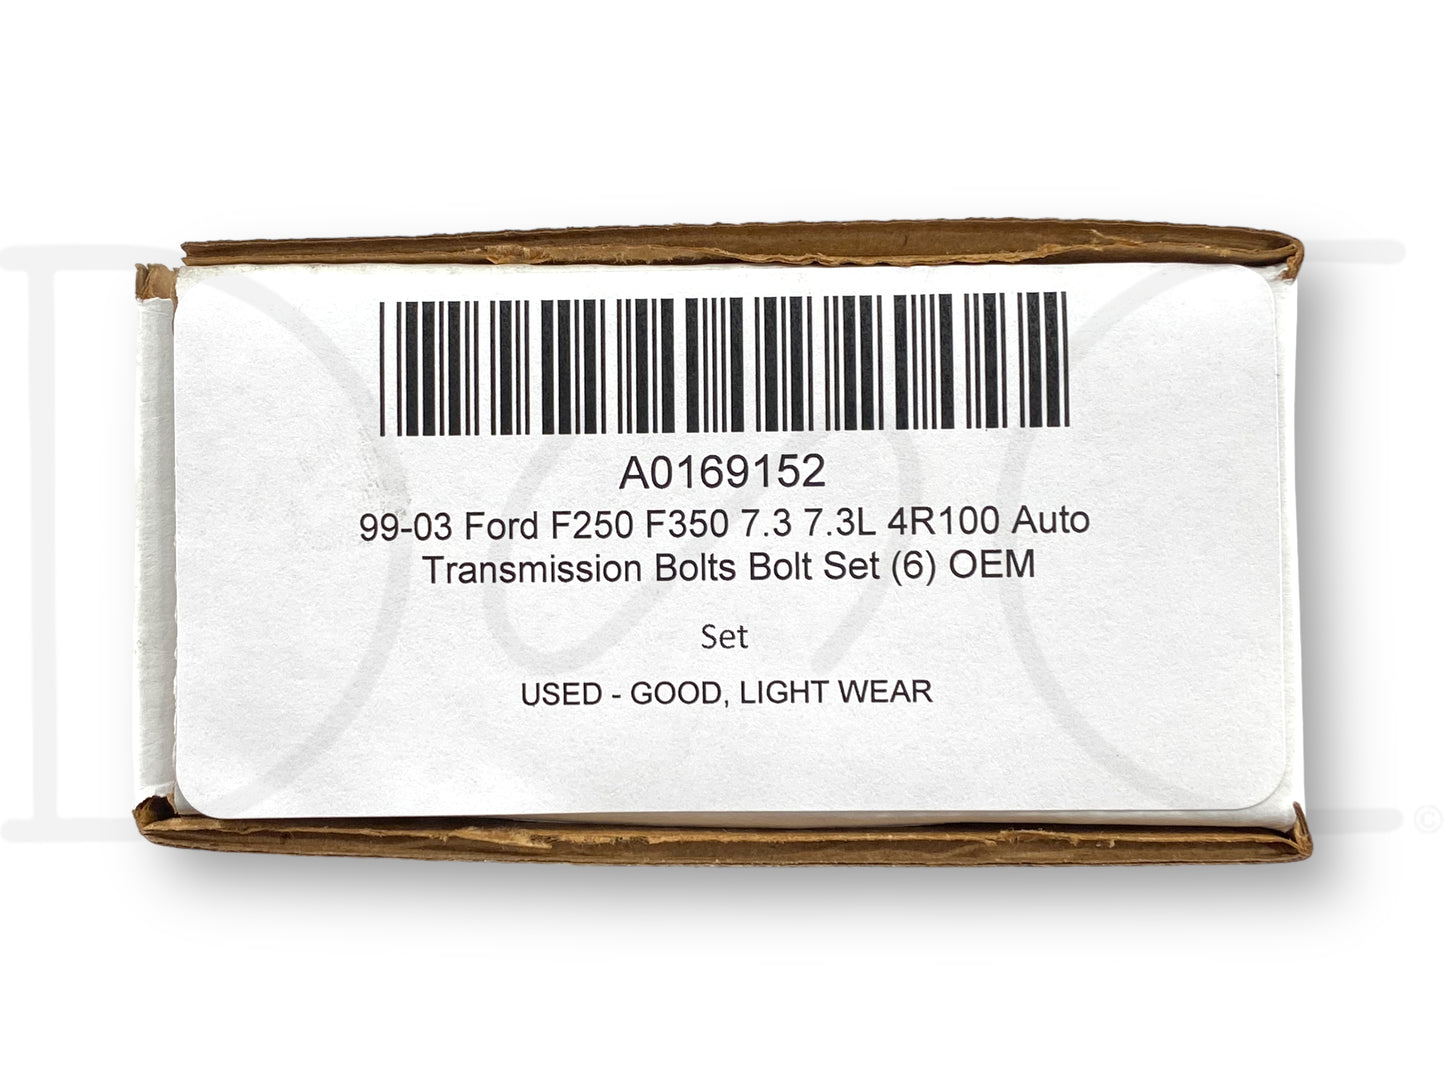 A0169152
99-03 Ford F250 F350 7.3 7.3L 4R100 Auto
Transmission Bolts Bolt Set (6) OEM
Set
USED - GOOD, LIGHT WEAR
©